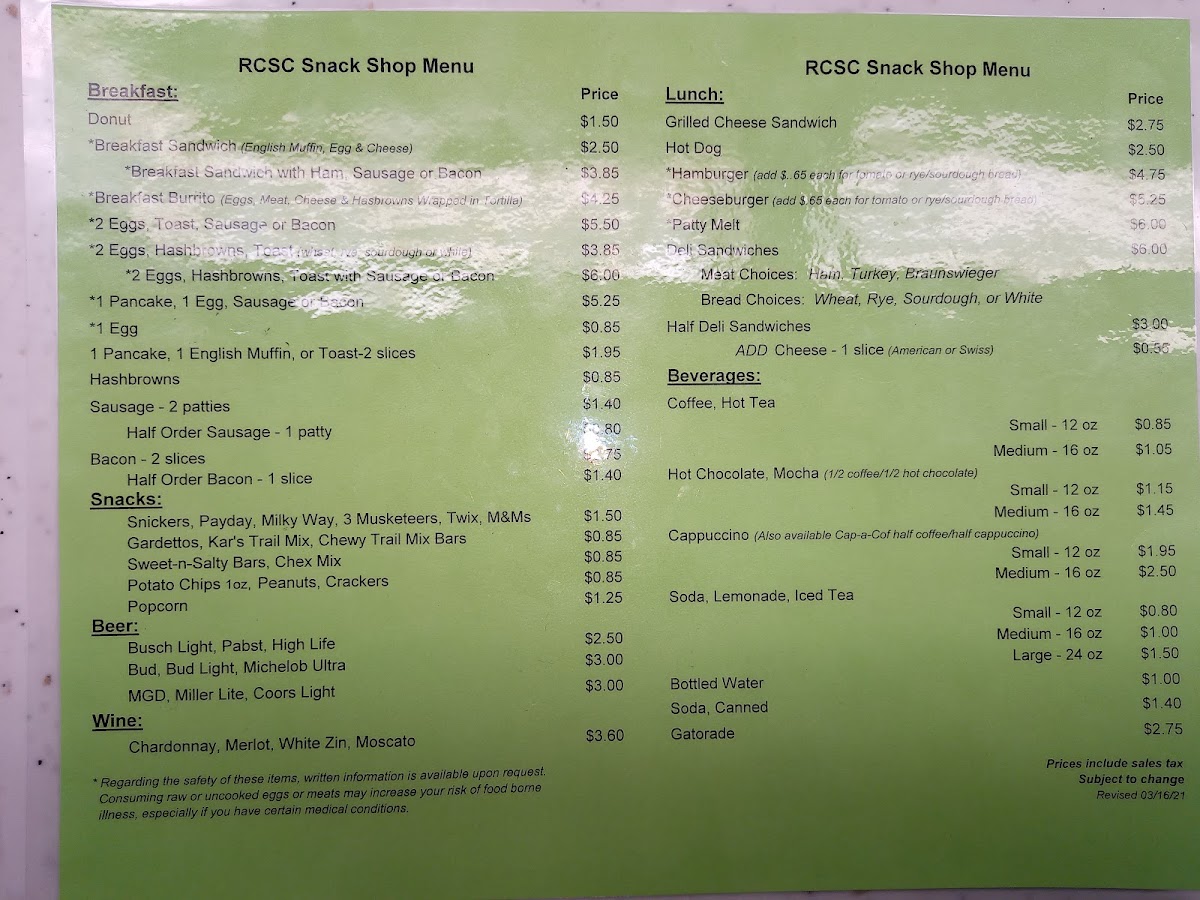 RCSC Snack Shop Menu
Breakfast: Price
Donut $1.50
*Breakfast Sandwich (English Muffin, Egg & Cheese) $2.50
*Breakfast Sandwich with Ham, Sausage or Bacon $3.85
*Breakfast Burrito (Eggs, Meat, Cheese & Hasbrowns Wrapped in Tortilla) $4.25
*2 Eggs, Toast, Sausage or Bacon $5.50
*2 Eggs, Hashbrowns, Toast (wheat, rye, sourdough or white) $3.85
*2 Eggs, Hashbrowns, Toast with Sausage or Bacon $6.00
*1 Pancake, 1 Egg, Sausage or Bacon $5.25
*1 Egg $0.85
1 Pancake, 1 English Muffin, or Toast-2 slices $1.95
Hashbrowns $0.85
Sausage - 2 patties $1.40
Half Order Sausage - 1 patty
Bacon - 2 slices
Half Order Bacon - 1 slice $1.40
Snacks:
Snickers, Payday, Milky Way, 3 Musketeers, Twix, M&Ms $1.50
Gardettos, Kar's Trail Mix, Chewy Trail Mix Bars $0.85
Sweet-n-Salty Bars, Chex Mix $0.85
Potato Chips 1oz, Peanuts, Crackers $0.85
Popcorn $1.25
Beer:
Busch Light, Pabst, High Life $2.50
Bud, Bud Light, Michelob Ultra $3.00
MGD, Miller Lite, Coors Light $3.00
Wine:
Chardonnay, Merlot, White Zin, Moscato $3.60
* Regarding the safety of these items, written information is available upon request.
Consuming raw or uncooked eggs or meats may increase your risk of food borne
illness, especially if you have certain medical conditions.
RCSC Snack Shop Menu
Lunch: Price
Grilled Cheese Sandwich $2.75
Hot Dog $2.50
*Hamburger (add $. 65 each for tomato or rye/sourdough bread) $4.75
*Cheeseburger (add $.65 each for tomato or rye/sourdough bread) $5.25
*Patty Melt $6.00
Deli Sandwiches $6.00
Meat Choices: Ham, Turkey, Braunswieger
Bread Choices: Wheat, Rye, Sourdough, or White
Half Deli Sandwiches $3.00
ADD Cheese - 1 slice (American or Swiss)
Beverages:
Coffee, Hot Tea
Small - 12 oz $0.85
Medium - 16 oz $1.05
Hot Chocolate, Mocha (1/2 coffee/1/2 hot chocolate)
Small - 12 oz $1.15
Medium - 16 oz $1.45
Cappuccino (Also available Cap-a-Cof half coffee/half cappuccino)
Small - 12 oz $1.95
Medium - 16 oz $2.50
Soda, Lemonade, Iced Tea
Small - 12 oz $0.80
Medium - 16 oz $1.00
Large - 24 oz $1.50
Bottled Water $1.00
Soda, Canned $1.40
Gatorade $2.75
Prices include sales tax
Subject to change
Revised 03/16/21